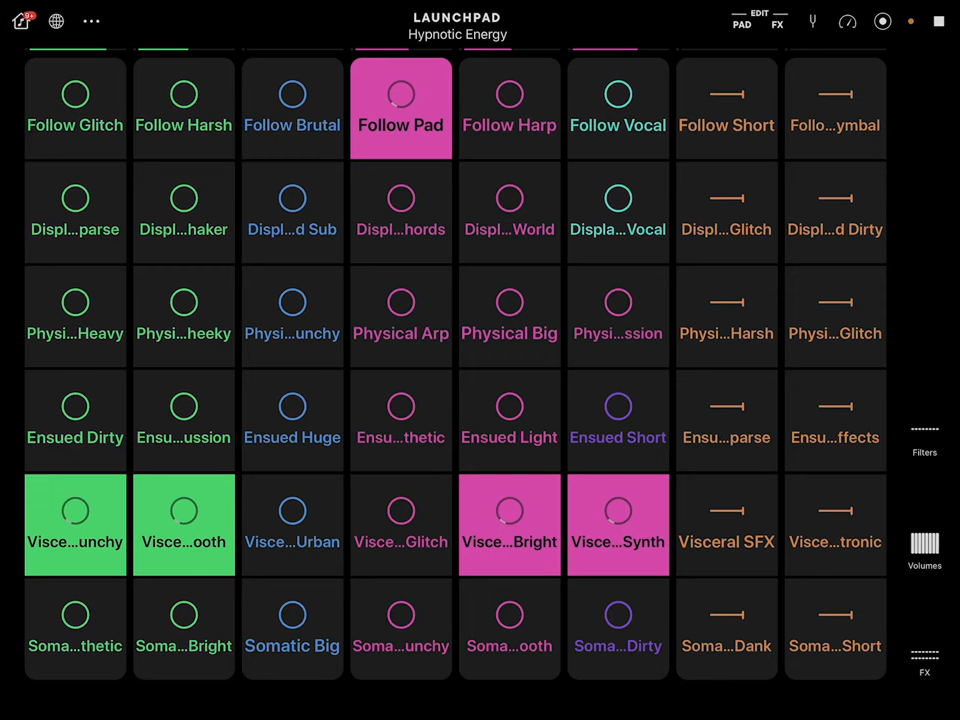 9+
LAUNCHPAD
Hypnotic Energy
EDIT
PAD FX
Follow Glitch Follow Harsh Follow Brutal Follow Pad Follow Harp Follow Vocal Follow Short Follo...ymbal
Displ...parse Displ...haker Displ...d Sub Displ...hords Displ...World Displa...Vocal Displ...Glitch Displ...d Dirty
Physi...Heavy Physi...heeky Physi...unchy Physical Arp Physical Big Physi...ssion Physi...Harsh Physi...Glitch
Ensued Dirty Ensu...ussion Ensued Huge Ensu...thetic Ensued Light Ensued Short Ensu...parse Ensu...ffects
Filters
Visce...unchy Visce...ooth Visce...Urban Visce...Glitch Visce...Bright Visce...Synth Visceral SFX Visce...tronic
Volumes
Soma...thetic Soma...Bright Somatic Big Soma...unchy Soma...ooth Soma...Dirty Soma...Dank Soma...Short
FX